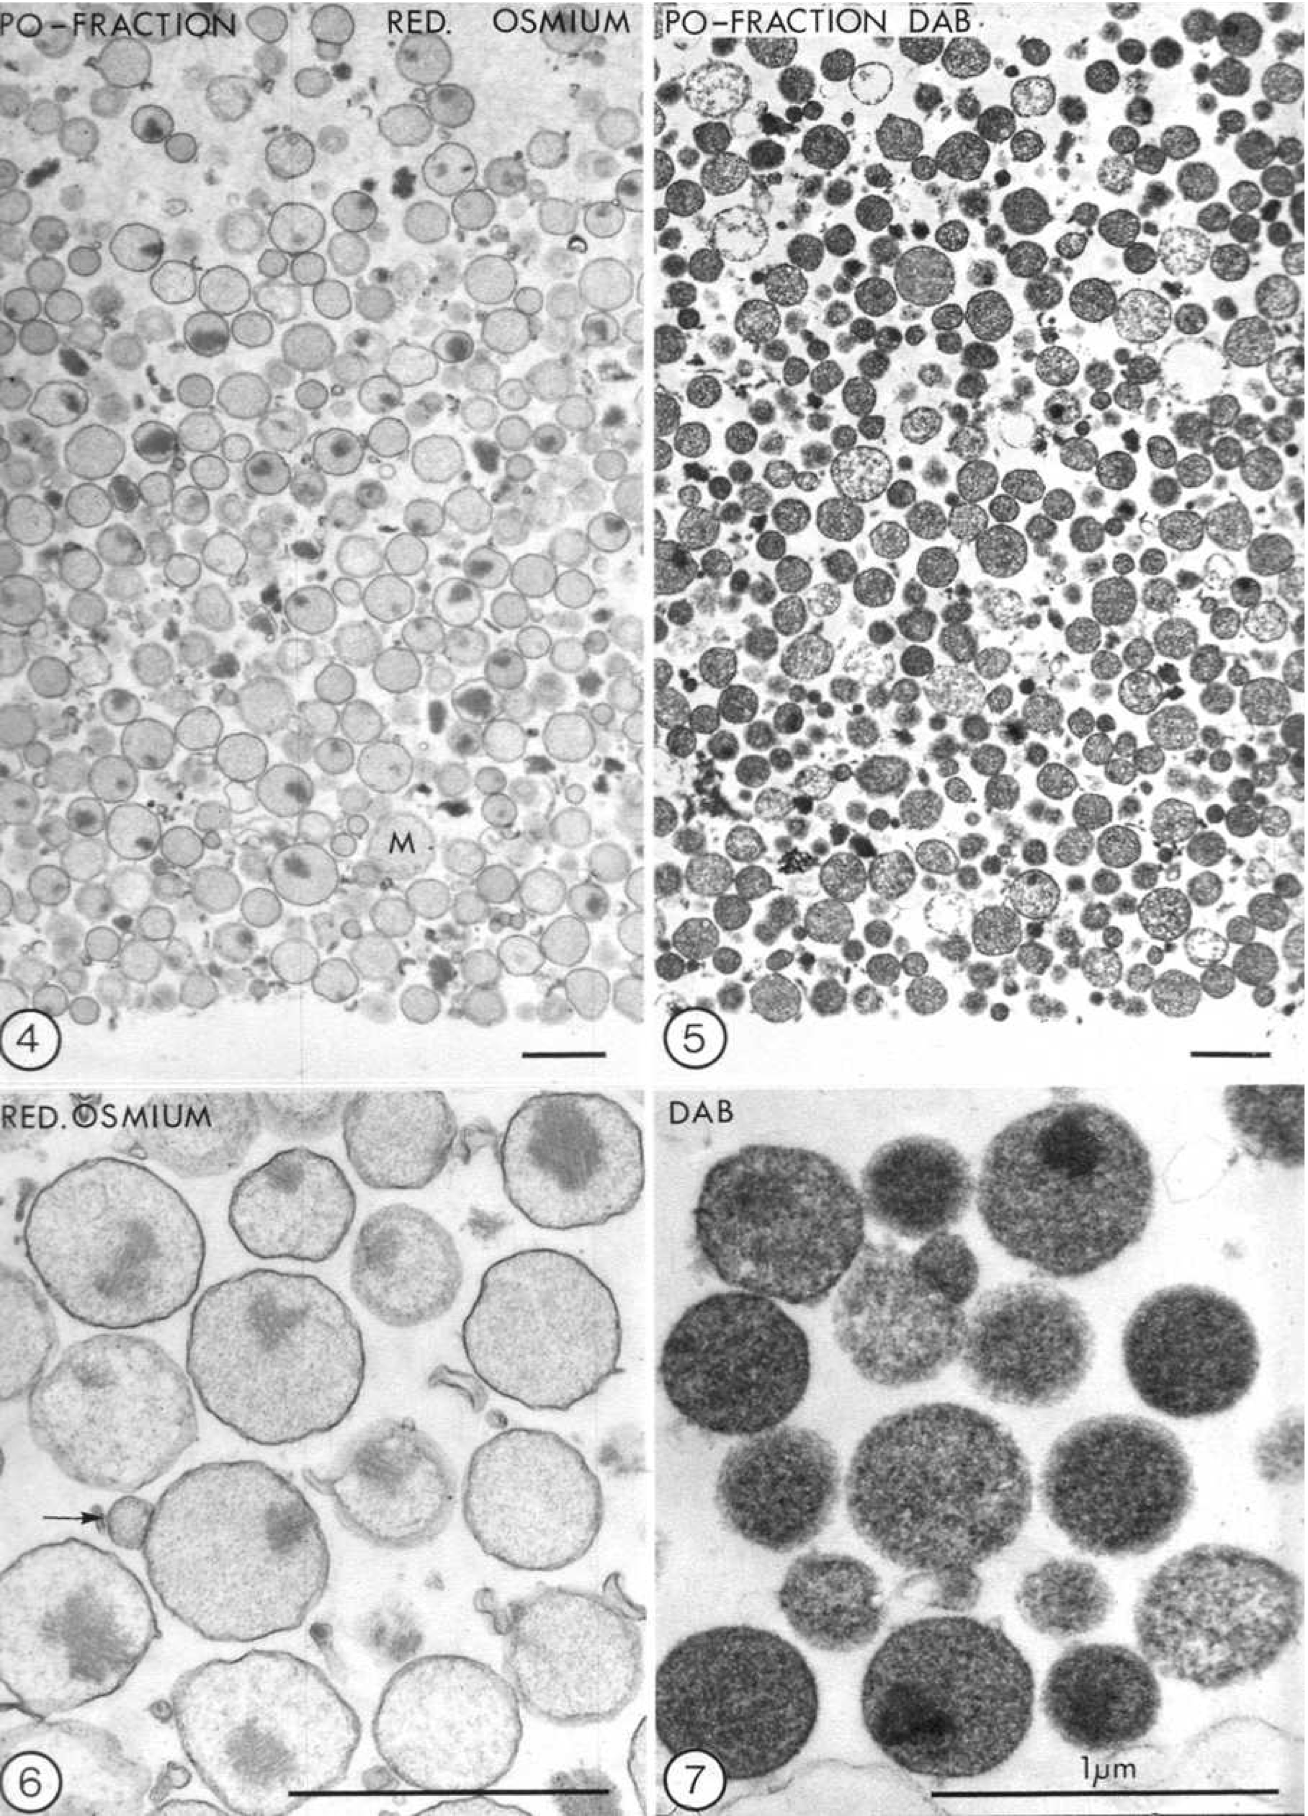 PO-FRACTION RED. OSMIUM
PO-FRACTION DAB
M
4
5
RED. OSMIUM
DAB
6
1µm
7